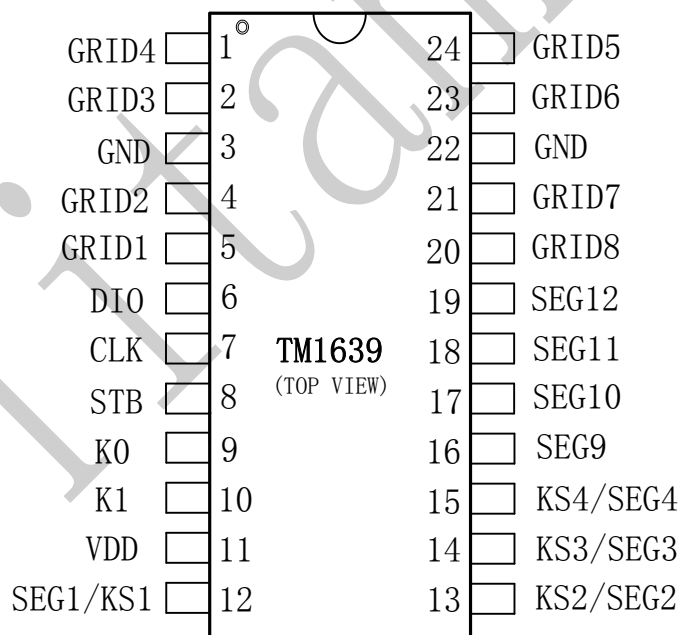 GRID4 1 24 GRID5
GRID3 2 23 GRID6
GND 3 22 GND
GRID2 4 21 GRID7
GRID1 5 20 GRID8
DIO 6 19 SEG12
CLK 7 TM1639 18 SEG11
(TOP VIEW)
STB 8 17 SEG10
K0 9 16 SEG9
K1 10 15 KS4/SEG4
VDD 11 14 KS3/SEG3
SEG1/KS1 12 13 KS2/SEG2